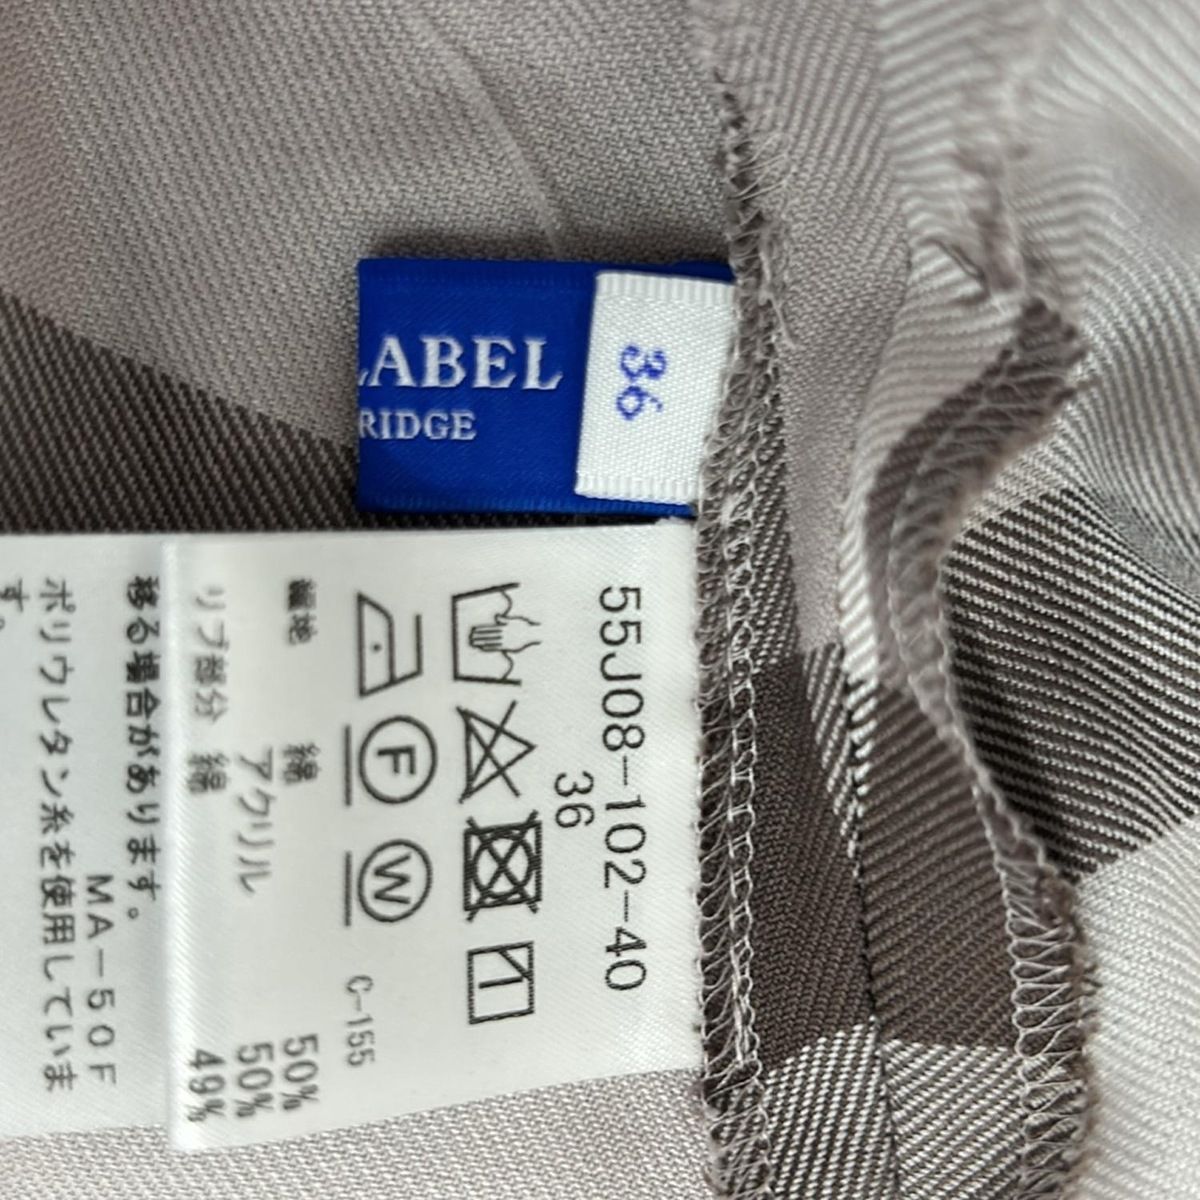 LABEL
RIDGE
36
55J08-102-40
36
F
W
C-155
繊地
綿
50%
アクリル
50%
リブ部分
綿
49%
移る場合があります。
MA-50F
ポリウレタン糸を使用していま
す。